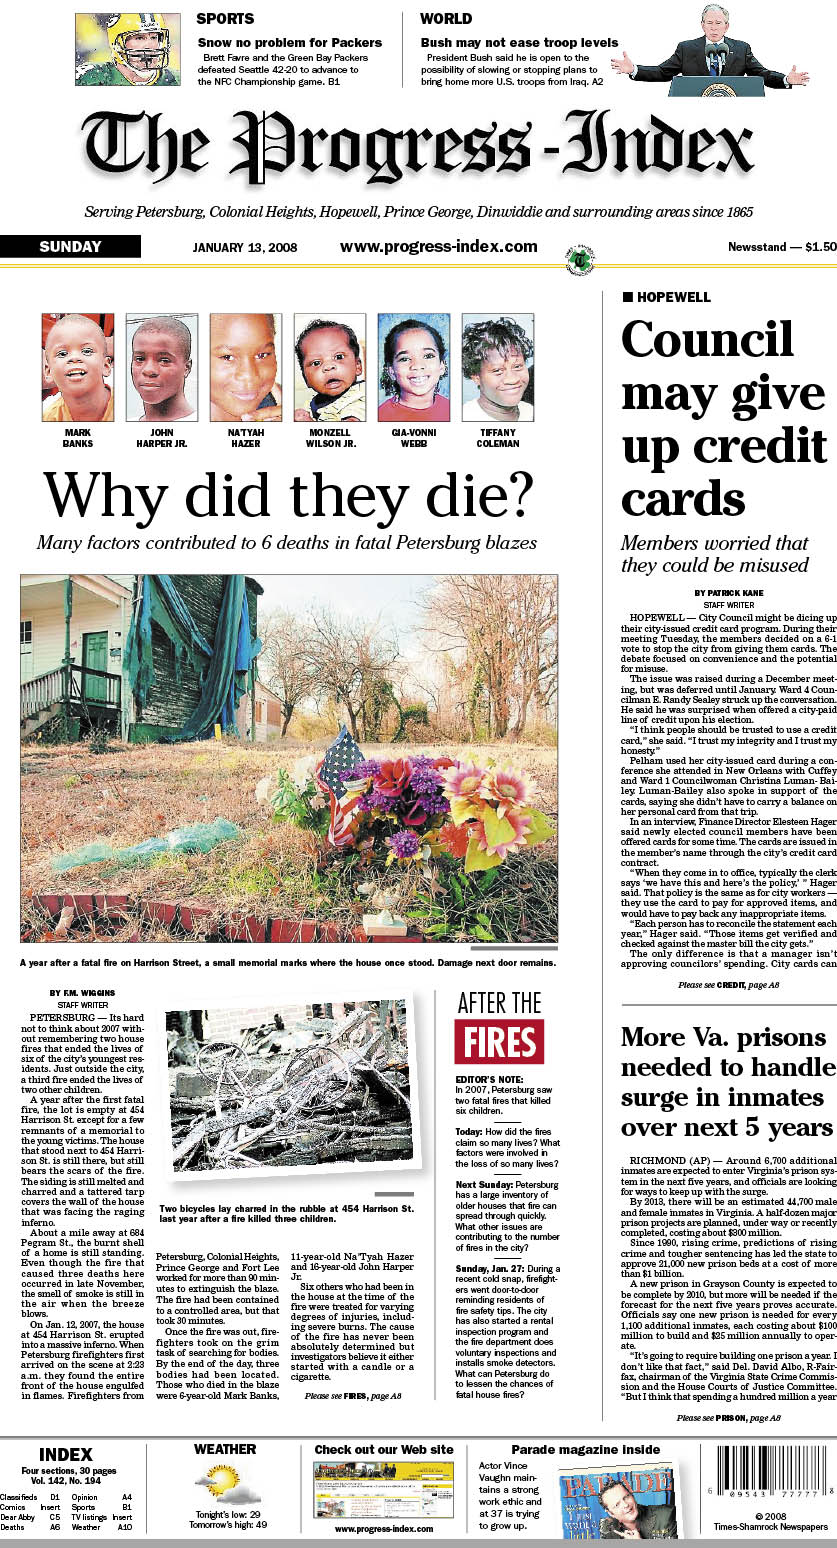 SPORTS
Snow no problem for Packers
Brett Favre and the Green Bay Packers
defeated Seattle 42-20 to advance to
the NFC Championship game. B1
WORLD
Bush may not ease troop levels
President Bush said he is open to the
possibility of slowing or stopping plans to
bring home more U.S. troops from Iraq. A2
The Progress-Index
Serving Petersburg, Colonial Heights, Hopewell, Prince George, Dinwiddie and surrounding areas since 1865
SUNDAY
JANUARY 13, 2008
www.progress-index.com
Newsstand — $1.50
MARK
BANKS
JOHN
HARPER JR.
NA'TYAH
HAZER
MONZELL
WILSON JR.
GIA-VONNI
WEBB
TIFFANY
COLEMAN
Why did they die?
Many factors contributed to 6 deaths in fatal Petersburg blazes
A year after a fatal fire on Harrison Street, a small memorial marks where the house once stood. Damage next door remains.
BY F.M. WIGGINS
STAFF WRITER
PETERSBURG — Its hard
not to think about 2007 with-
out remembering two house
fires that ended the lives of
six of the city's youngest res-
idents. Just outside the city,
a third fire ended the lives of
two other children.
A year after the first fatal
fire, the lot is empty at 454
Harrison St. except for a few
remnants of a memorial to
the young victims. The house
that stood next to 454 Harri-
son St. is still there, but still
bears the scars of the fire.
The siding is still melted and
charred and a tattered tarp
covers the wall of the house
that was facing the raging
inferno.
About a mile away at 684
Pegram St., the burnt shell
of a home is still standing.
Even though the fire that
caused three deaths here
occurred in late November,
the smell of smoke is still in
the air when the breeze
blows.
On Jan. 12, 2007, the house
at 454 Harrison St. erupted
into a massive inferno. When
Petersburg firefighters first
arrived on the scene at 2:23
a.m. they found the entire
front of the house engulfed
in flames. Firefighters from
Two bicycles lay charred in the rubble at 454 Harrison St.
last year after a fire killed three children.
Petersburg, Colonial Heights,
Prince George and Fort Lee
worked for more than 90 min-
utes to extinguish the blaze.
The fire had been contained
to a controlled area, but that
took 30 minutes.
Once the fire was out, fire-
fighters took on the grim
task of searching for bodies.
By the end of the day, three
bodies had been located.
Those who died in the blaze
were 6-year-old Mark Banks,
11-year-old Na'Tyah Hazer
and 16-year-old John Harper
Jr.
Six others who had been in
the house at the time of the
fire were treated for varying
degrees of injuries, includ-
ing severe burns. The cause
of the fire has never been
absolutely determined but
investigators believe it either
started with a candle or a
cigarette.
Please see FIRES, page A8
AFTER THE
FIRES
EDITOR'S NOTE:
In 2007, Petersburg saw
two fatal fires that killed
six children.
Today: How did the fires
claim so many lives? What
factors were involved in
the loss of so many lives?
Next Sunday: Petersburg
has a large inventory of
older houses that fire can
spread through quickly.
What other issues are
contributing to the number
of fires in the city?
Sunday, Jan. 27: During a
recent cold snap, firefight-
ers went door-to-door
reminding residents of
fire safety tips. The city
has also started a rental
inspection program and
the fire department does
voluntary inspections and
installs smoke detectors.
What can Petersburg do
to lessen the chances of
fatal house fires?
HOPEWELL
Council
may give
up credit
cards
Members worried that
they could be misused
BY PATRICK KANE
STAFF WRITER
HOPEWELL — City Council might be dicing up
their city-issued credit card program. During their
meeting Tuesday, the members decided on a 6-1
vote to stop the city from giving them cards. The
debate focused on convenience and the potential
for misuse.
The issue was raised during a December meet-
ing, but was deferred until January. Ward 4 Coun-
cilman E. Randy Sealey struck up the conversation.
He said he was surprised when offered a city-paid
line of credit upon his election.
"I think people should be trusted to use a credit
card," she said. "I trust my integrity and I trust my
honesty."
Pelham used her city-issued card during a con-
ference she attended in New Orleans with Cuffey
and Ward 1 Councilwoman Christina Luman- Bai-
ley. Luman-Bailey also spoke in support of the
cards, saying she didn't have to carry a balance on
her personal card from that trip.
In an interview, Finance Director Elesteen Hager
said newly elected council members have been
offered cards for some time. The cards are issued in
the member's name through the city's credit card
contract.
"When they come in to office, typically the clerk
says 'we have this and here's the policy,' " Hager
said. That policy is the same as for city workers —
they use the card to pay for approved items, and
would have to pay back any inappropriate items.
"Each person has to reconcile the statement each
year," Hager said. "Those items get verified and
checked against the master bill the city gets."
The only difference is that a manager isn't
approving councilors' spending. City cards can
Please see CREDIT, page A8
More Va. prisons
needed to handle
surge in inmates
over next 5 years
RICHMOND (AP) — Around 6,700 additional
inmates are expected to enter Virginia's prison sys-
tem in the next five years, and officials are looking
for ways to keep up with the surge.
By 2013, there will be an estimated 44,700 male
and female inmates in Virginia. A half-dozen major
prison projects are planned, under way or recently
completed, costing about $300 million.
Since 1990, rising crime, predictions of rising
crime and tougher sentencing has led the state to
approve 21,000 new prison beds at a cost of more
than $1 billion.
A new prison in Grayson County is expected to
be complete by 2010, but more will be needed if the
forecast for the next five years proves accurate.
Officials say one new prison is needed for every
1,100 additional inmates, each costing about $100
million to build and $25 million annually to oper-
ate.
"It's going to require building one prison a year. I
don't like that fact," said Del. David Albo, R-Fair-
fax, chairman of the Virginia State Crime Commis-
sion and the House Courts of Justice Committee.
"But I think that spending a hundred million a year
Please see PRISON, page A8
INDEX
Four sections, 30 pages
Vol. 142, No. 194
Classifieds D1 Opinion A4
Comics Insert Sports B1
Dear Abby C5 TV listings Insert
Deaths A6 Weather A10
WEATHER
Tonight's low: 29
Tomorrow's high: 49
Check out our Web site
www.progress-index.com
Parade magazine inside
Actor Vince
Vaughn main-
tains a strong
work ethic and
at 37 is trying
to grow up.
PARADE
6 09543 77777 8
© 2008
Times-Shamrock Newspapers